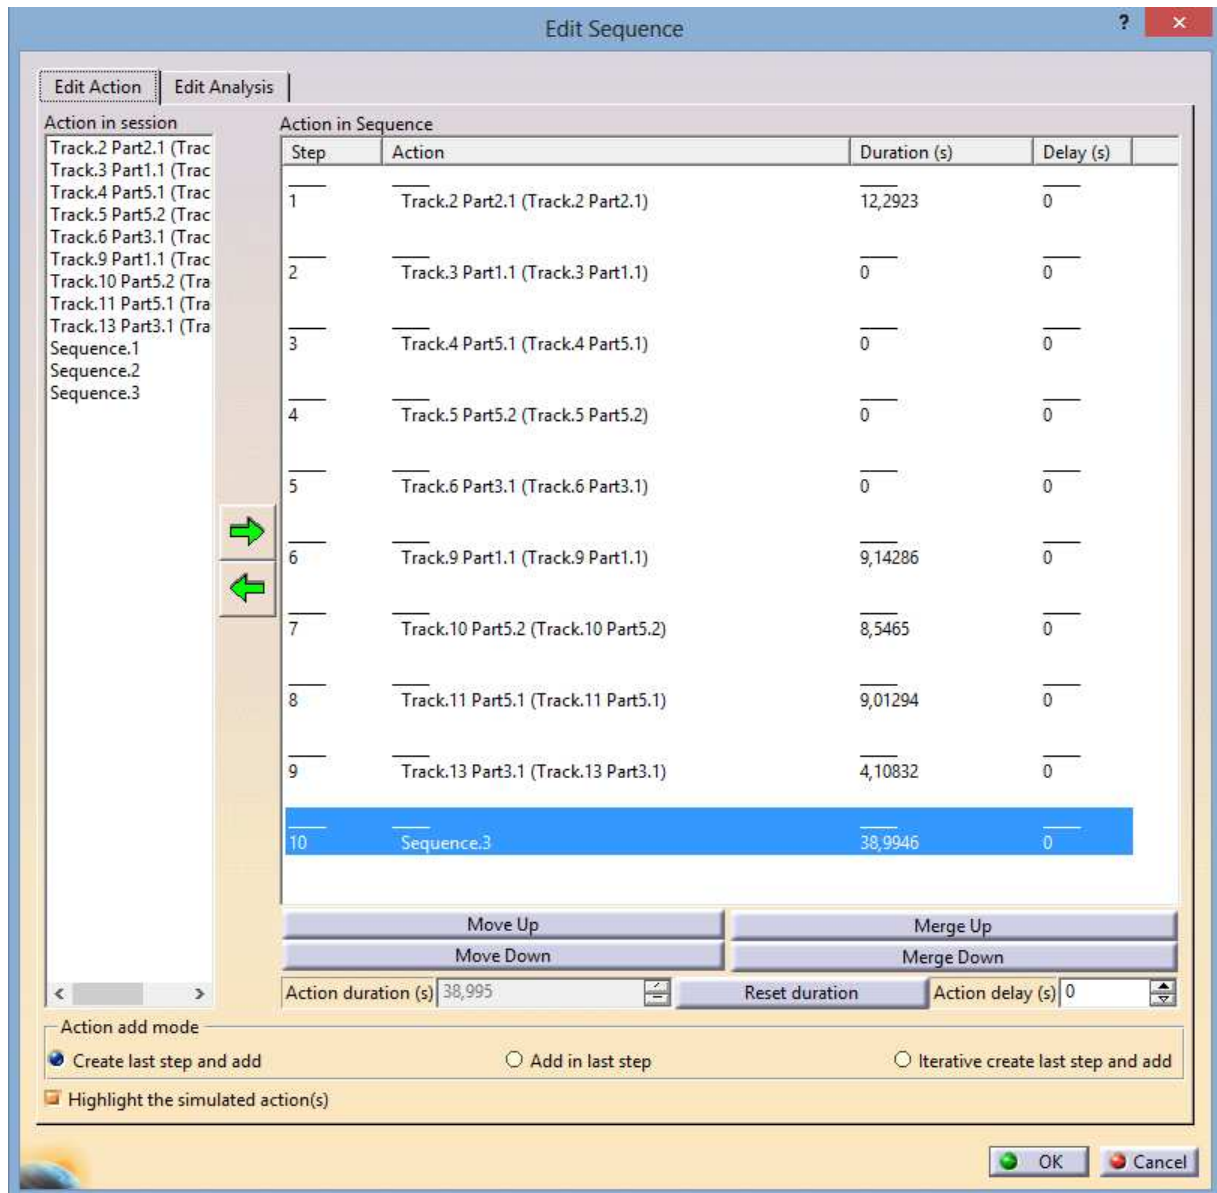 Edit Sequence ? ×
Edit Action Edit Analysis
Action in session
Track.2 Part2.1 (Trac
Track.3 Part1.1 (Trac
Track.4 Part5.1 (Trac
Track.5 Part5.2 (Trac
Track.6 Part3.1 (Trac
Track.9 Part1.1 (Trac
Track.10 Part5.2 (Tra
Track.11 Part5.1 (Tra
Track.13 Part3.1 (Tra
Sequence.1
Sequence.2
Sequence.3
Action in Sequence
Step Action Duration (s) Delay (s)
1 Track.2 Part2.1 (Track.2 Part2.1) 12,2923 0
2 Track.3 Part1.1 (Track.3 Part1.1) 0 0
3 Track.4 Part5.1 (Track.4 Part5.1) 0 0
4 Track.5 Part5.2 (Track.5 Part5.2) 0 0
5 Track.6 Part3.1 (Track.6 Part3.1) 0 0
6 Track.9 Part1.1 (Track.9 Part1.1) 9,14286 0
7 Track.10 Part5.2 (Track.10 Part5.2) 8,5465 0
8 Track.11 Part5.1 (Track.11 Part5.1) 9,01294 0
9 Track.13 Part3.1 (Track.13 Part3.1) 4,10832 0
10 Sequence.3 38,9946 0
Move Up Merge Up
Move Down Merge Down
Action duration (s) 38,995 Reset duration Action delay (s) 0
Action add mode
Create last step and add Add in last step Iterative create last step and add
Highlight the simulated action(s)
OK Cancel